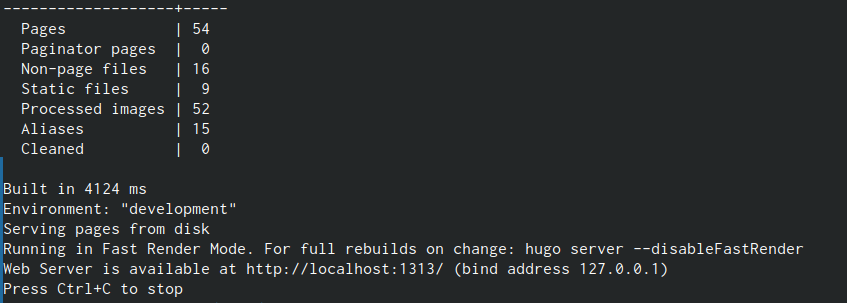 -------------------+-----
  Pages            | 54
  Paginator pages  |  0
  Non-page files   | 16
  Static files     |  9
  Processed images | 52
  Aliases          | 15
  Cleaned          |  0

Built in 4124 ms
Environment: "development"
Serving pages from disk
Running in Fast Render Mode. For full rebuilds on change: hugo server --disableFastRender
Web Server is available at http://localhost:1313/ (bind address 127.0.0.1)
Press Ctrl+C to stop